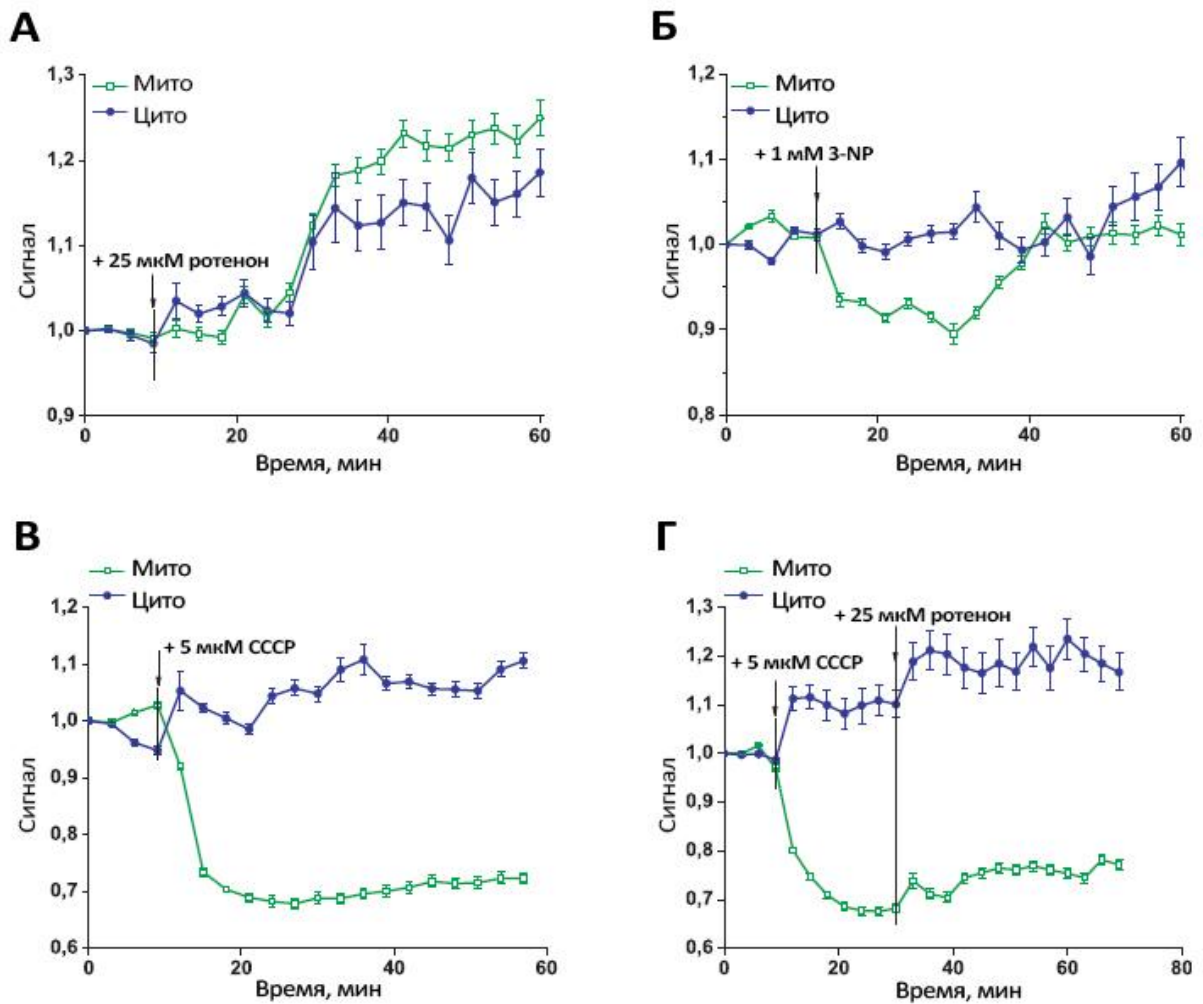 А
Мито
Цито
1,3
1,2
1,1
1,0
0,9
+ 25 мкМ ротенон
Сигнал
0
20
40
60
Время, мин
Б
Мито
Цито
1,2
1,1
1,0
0,9
0,8
+ 1 мМ 3-NP
Сигнал
0
20
40
60
Время, мин
В
Мито
Цито
1,2
1,1
1,0
0,9
0,8
0,7
0,6
+ 5 мкМ CCCP
Сигнал
0
20
40
60
Время, мин
Г
Мито
Цито
1,3
1,2
1,1
1,0
0,9
0,8
0,7
0,6
+ 25 мкМ ротенон
+ 5 мкМ CCCP
Сигнал
0
20
40
60
80
Время, мин